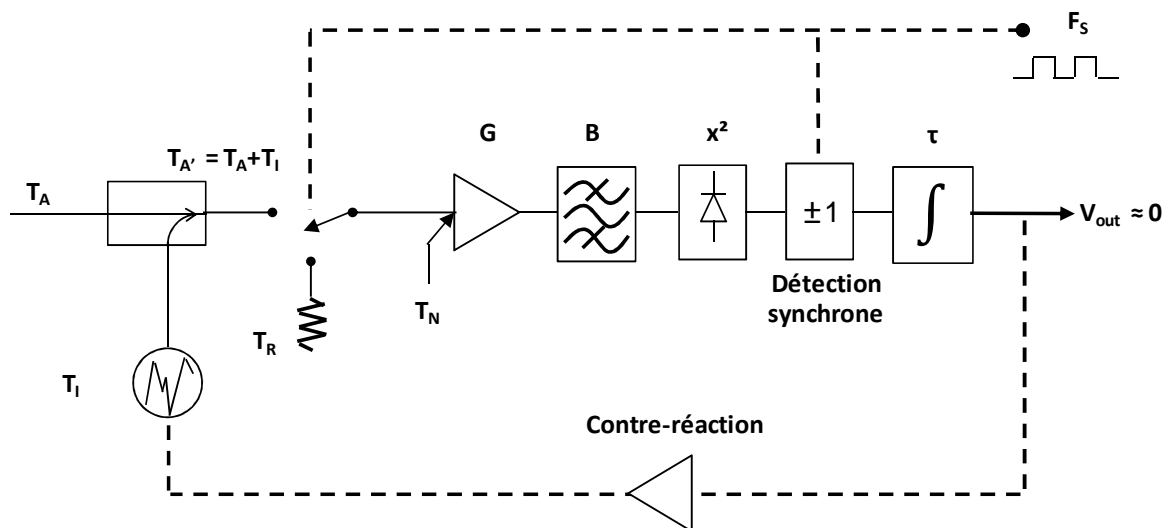 F_S
G
B
x²
τ
T_A' = T_A+T_I
T_A
±1
∫
V_out ≈ 0
Détection
synchrone
T_N
T_R
T_I
Contre-réaction